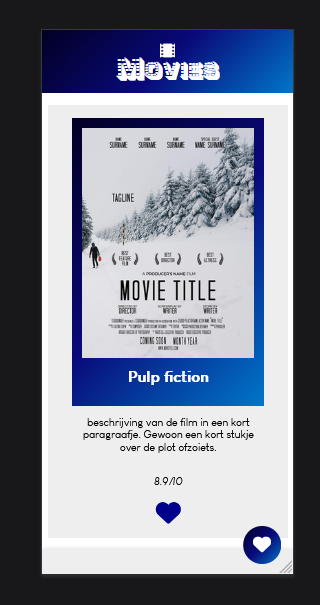 Movies
NAME SURNAME NAME SURNAME NAME SURNAME SPECIAL GUEST NAME SURNAME
TAGLINE
BEST FEATURE FILM BEST DIRECTOR BEST ACTRESS
A PRODUCER'S NAME FILM
MOVIE TITLE
DIRECTOR WRITER WRITER
COMING SOON MONTH YEAR
Pulp fiction
beschrijving van de film in een kort
paragraafje. Gewoon een kort stukje
over de plot ofzoiets.
8.9/10